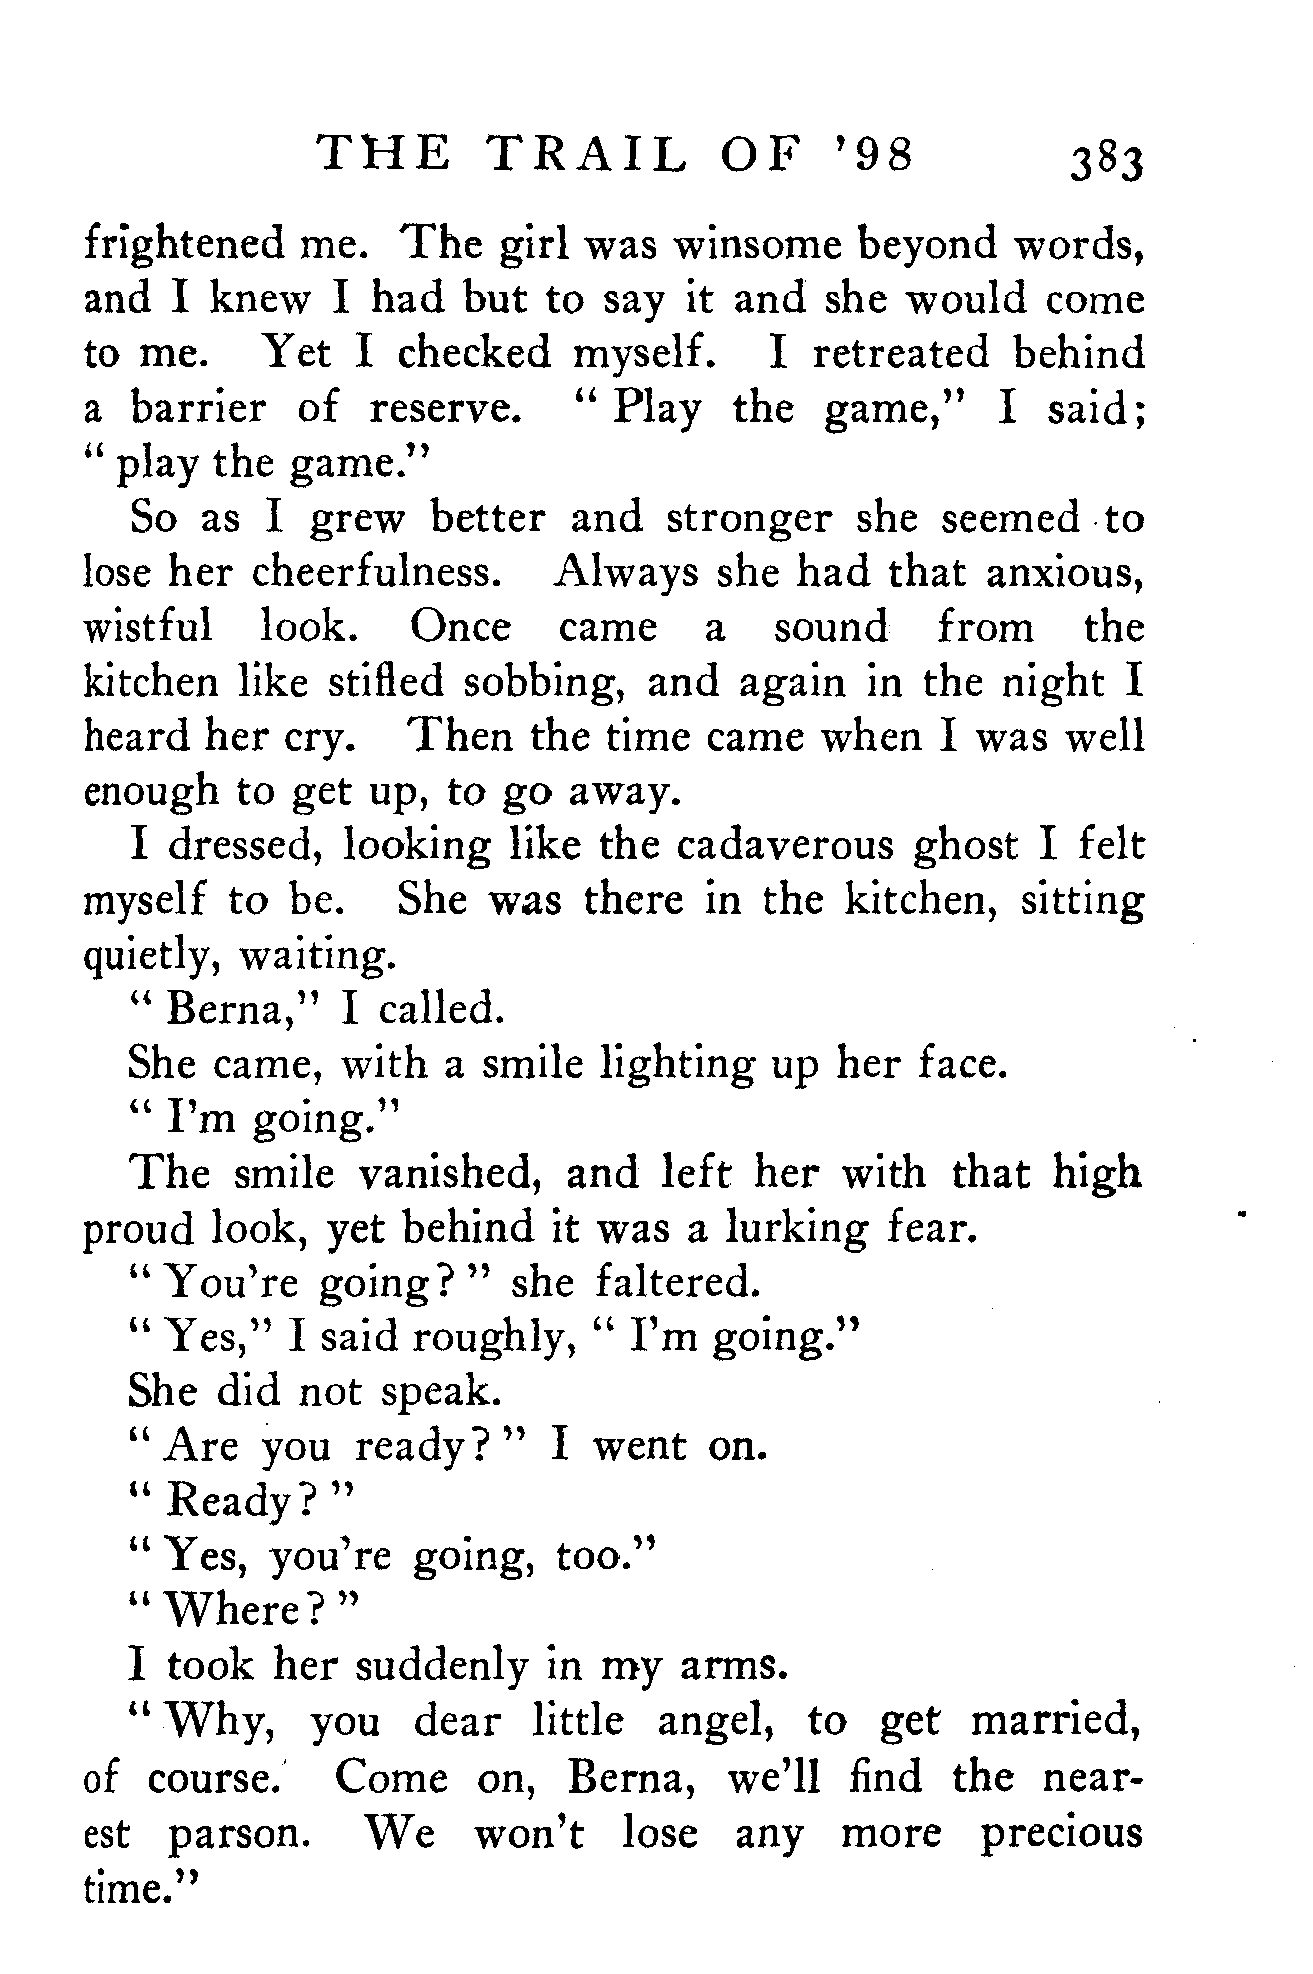 THE TRAIL OF '98 383
frightened me. The girl was winsome beyond words,
and I knew I had but to say it and she would come
to me. Yet I checked myself. I retreated behind
a barrier of reserve. " Play the game," I said;
" play the game."
So as I grew better and stronger she seemed to
lose her cheerfulness. Always she had that anxious,
wistful look. Once came a sound from the
kitchen like stifled sobbing, and again in the night I
heard her cry. Then the time came when I was well
enough to get up, to go away.
I dressed, looking like the cadaverous ghost I felt
myself to be. She was there in the kitchen, sitting
quietly, waiting.
" Berna," I called.
She came, with a smile lighting up her face.
" I'm going."
The smile vanished, and left her with that high
proud look, yet behind it was a lurking fear.
" You're going? " she faltered.
" Yes," I said roughly, " I'm going."
She did not speak.
" Are you ready? " I went on.
" Ready? "
" Yes, you're going, too."
" Where? "
I took her suddenly in my arms.
" Why, you dear little angel, to get married,
of course. Come on, Berna, we'll find the near-
est parson. We won't lose any more precious
time."